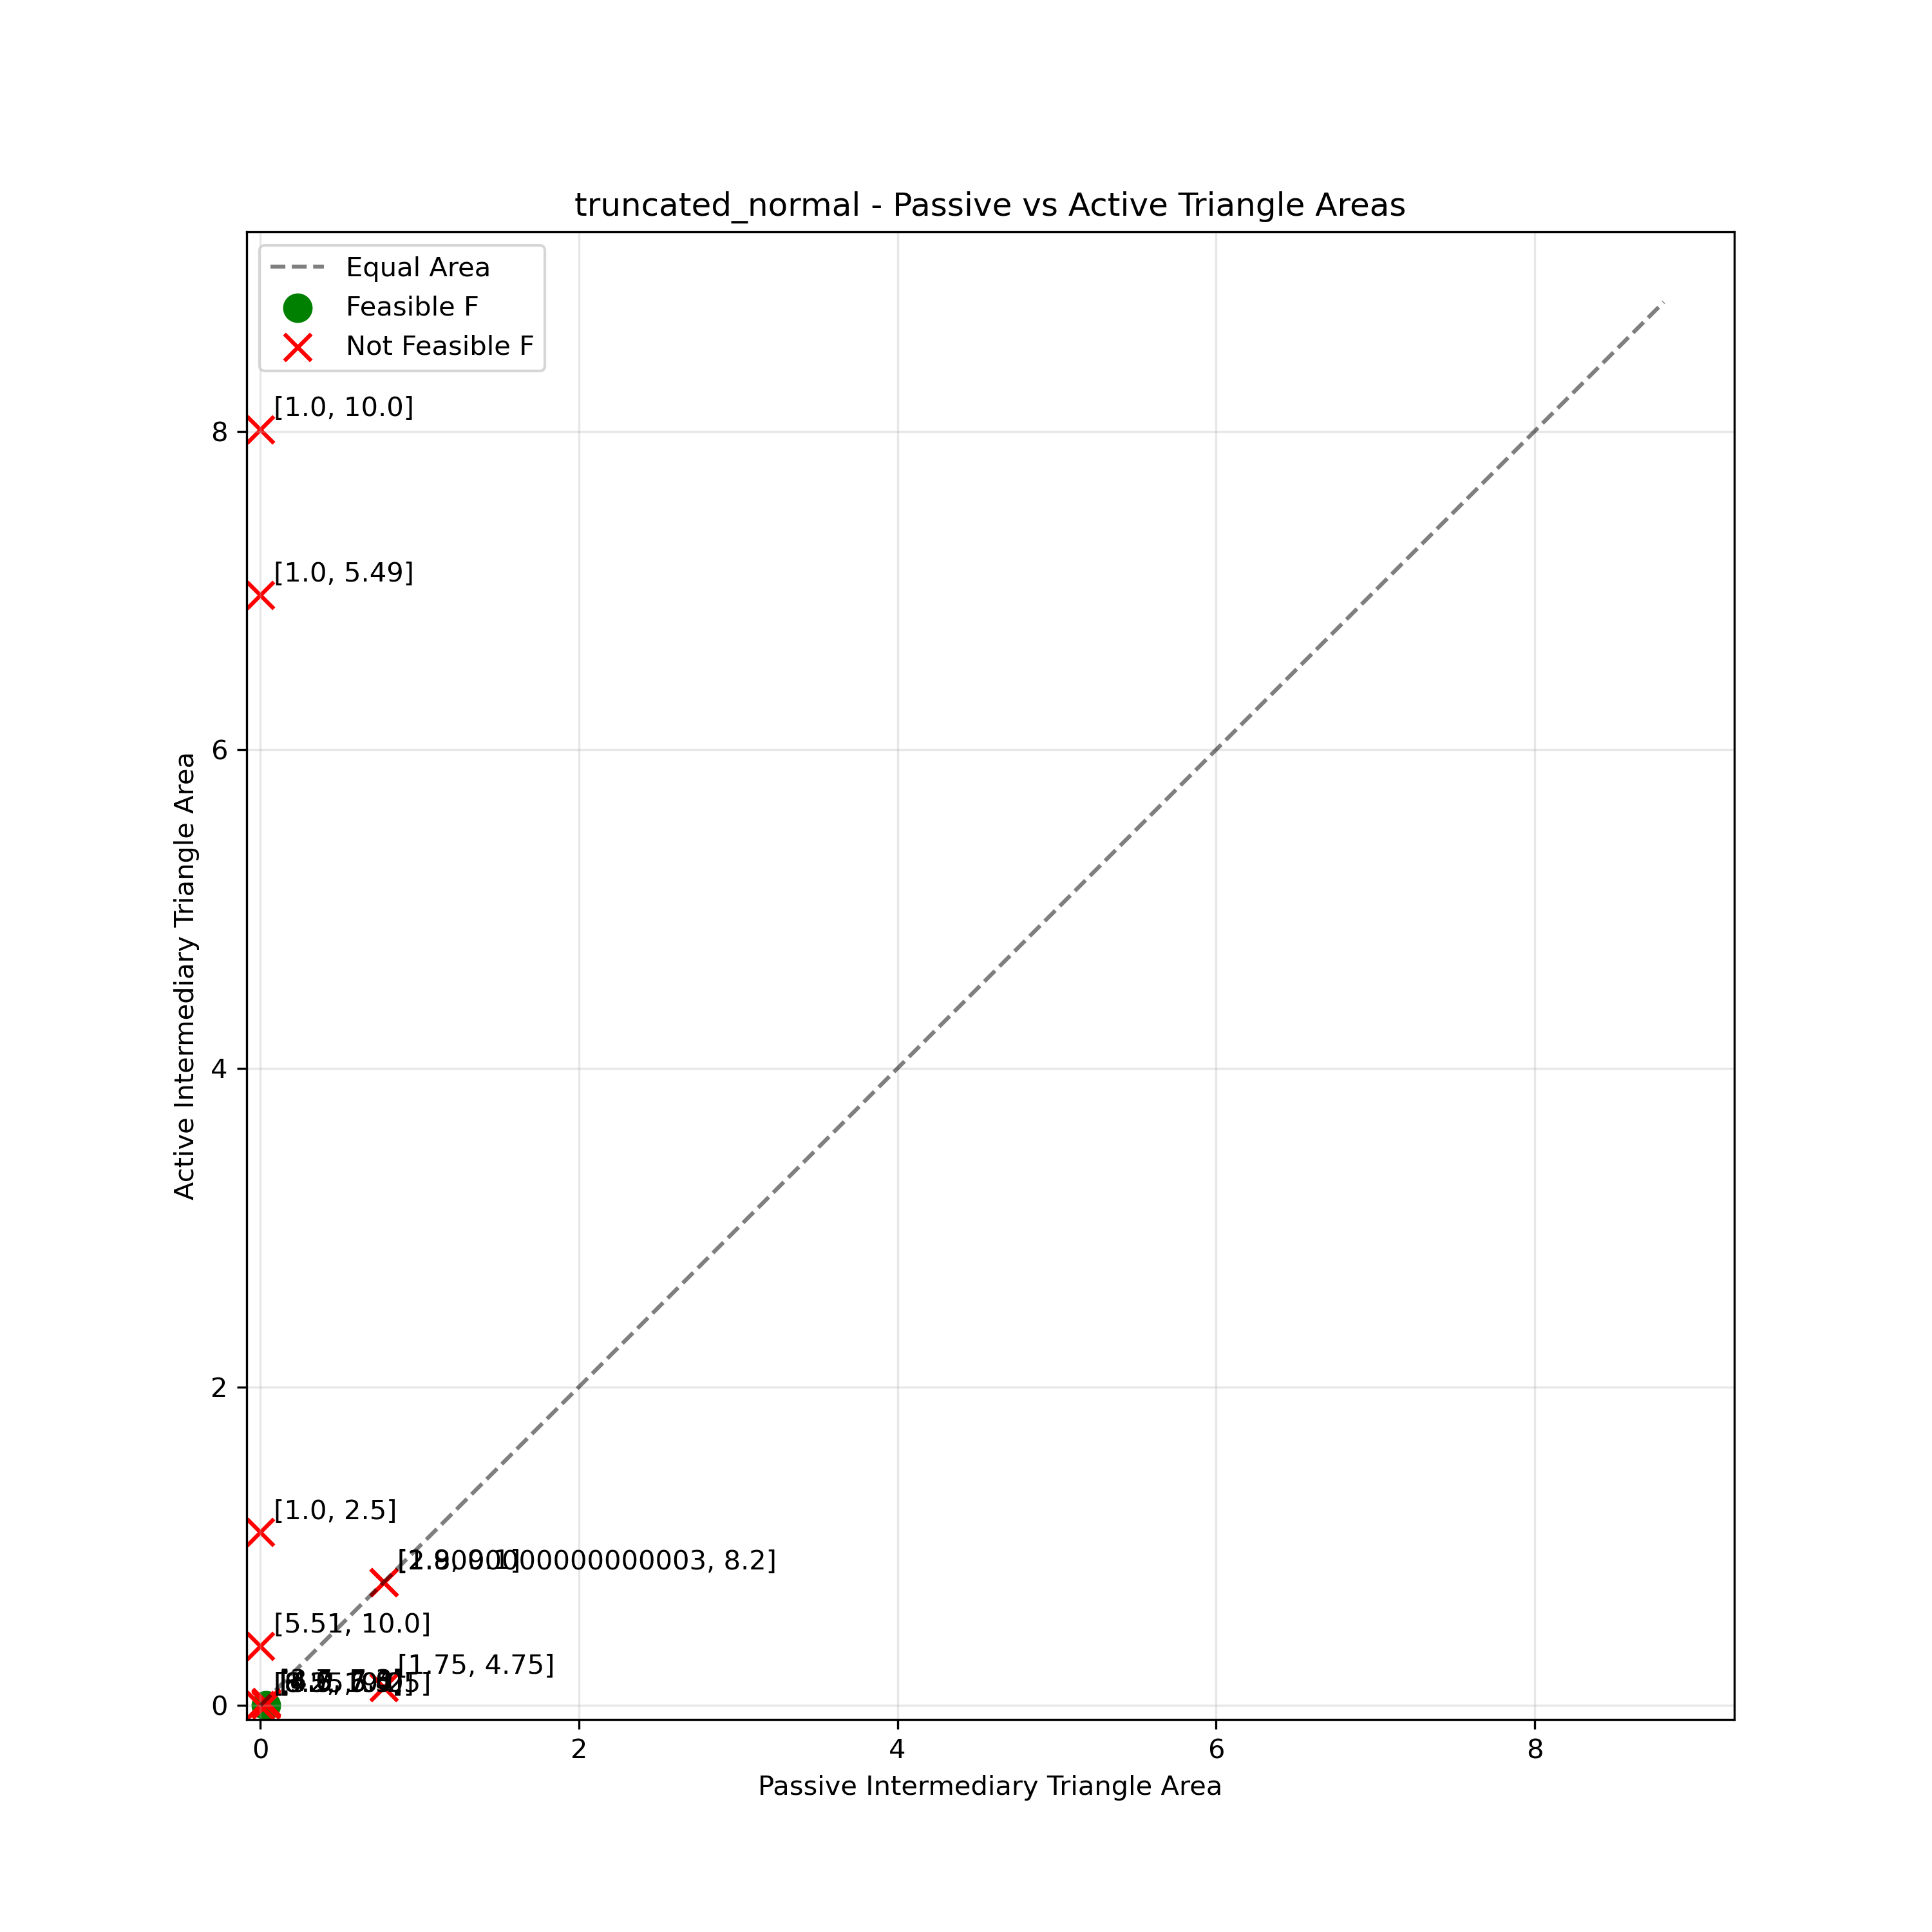 truncated_normal - Passive vs Active Triangle Areas
Equal Area
Feasible F
Not Feasible F
[1.0, 10.0]
8
[1.0, 5.49]
6
Active Intermediary Triangle Area
4
2
[1.0, 2.5]
8.2]
[5.51, 10.0]
[1.75, 4.75]
0
0 2 4 6 8
Passive Intermediary Triangle Area